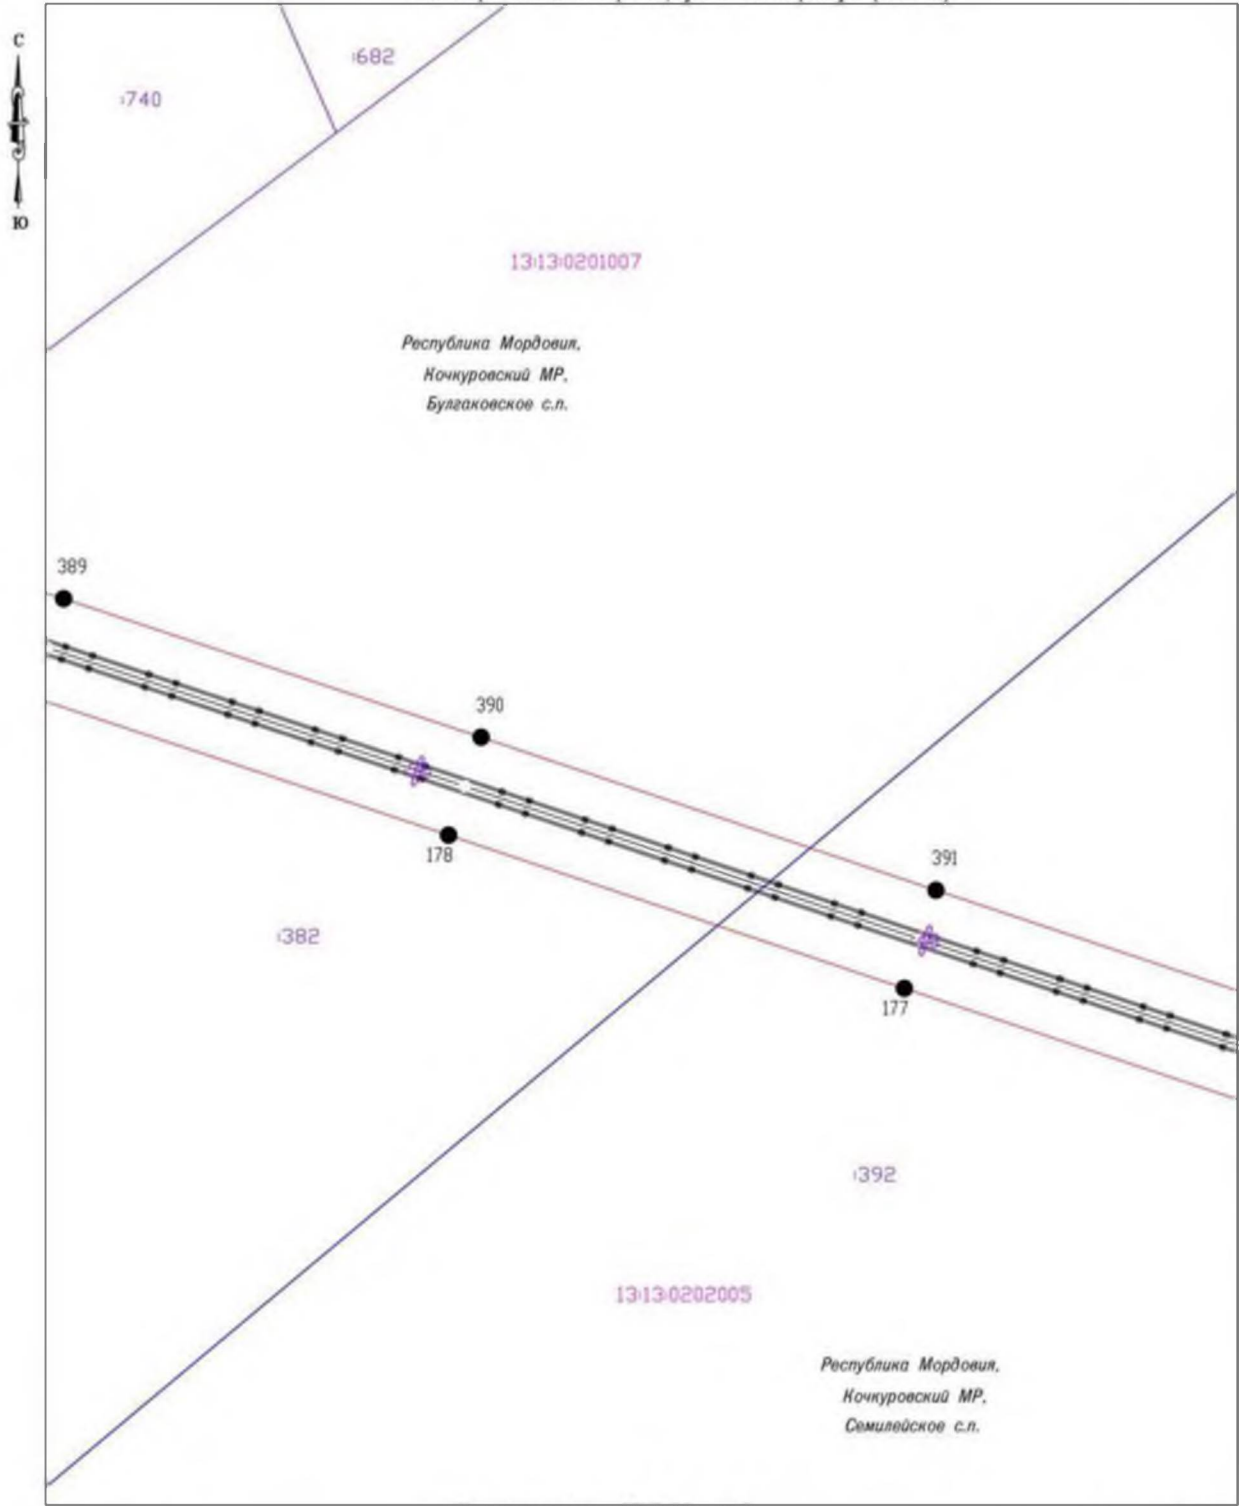 С
:682
:740
Ю
13:13:0201007
Республика Мордовия,
Кочкуровский МР,
Булгаковское с.п.
389
390
391
178
:382
177
:392
13:13:0202005
Республика Мордовия,
Кочкуровский МР,
Семилейское с.п.